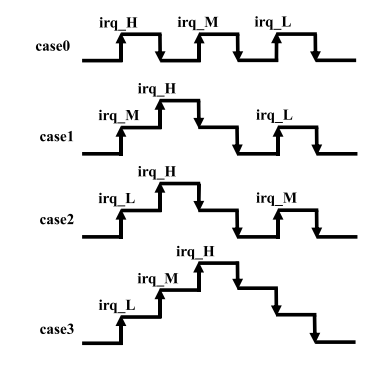 irq_H irq_M irq_L
case0
irq_H
irq_M irq_L
case1
irq_H
irq_L irq_M
case2
irq_H
irq_M
irq_L
case3